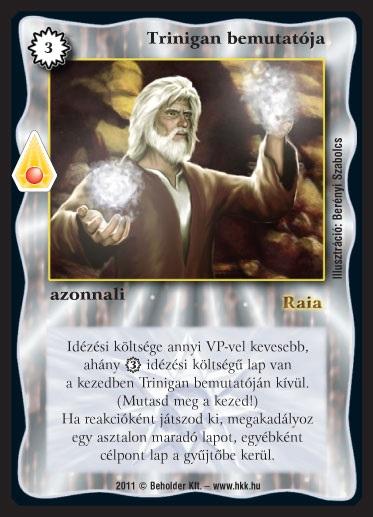 3
Trinigan bemutatója
Illusztráció: Berényi Szabolcs
azonnali
Raia
Idézési költsége annyi VP-vel kevesebb,
ahány 3 idézési költségű lap van
a kezedben Trinigan bemutatóján kívül.
(Mutasd meg a kezed!)
Ha reakcióként játszod ki, megakadályoz
egy asztalon maradó lapot, egyébként
célpont lap a gyűjtőbe kerül.
2011 © Beholder Kft. – www.hkk.hu